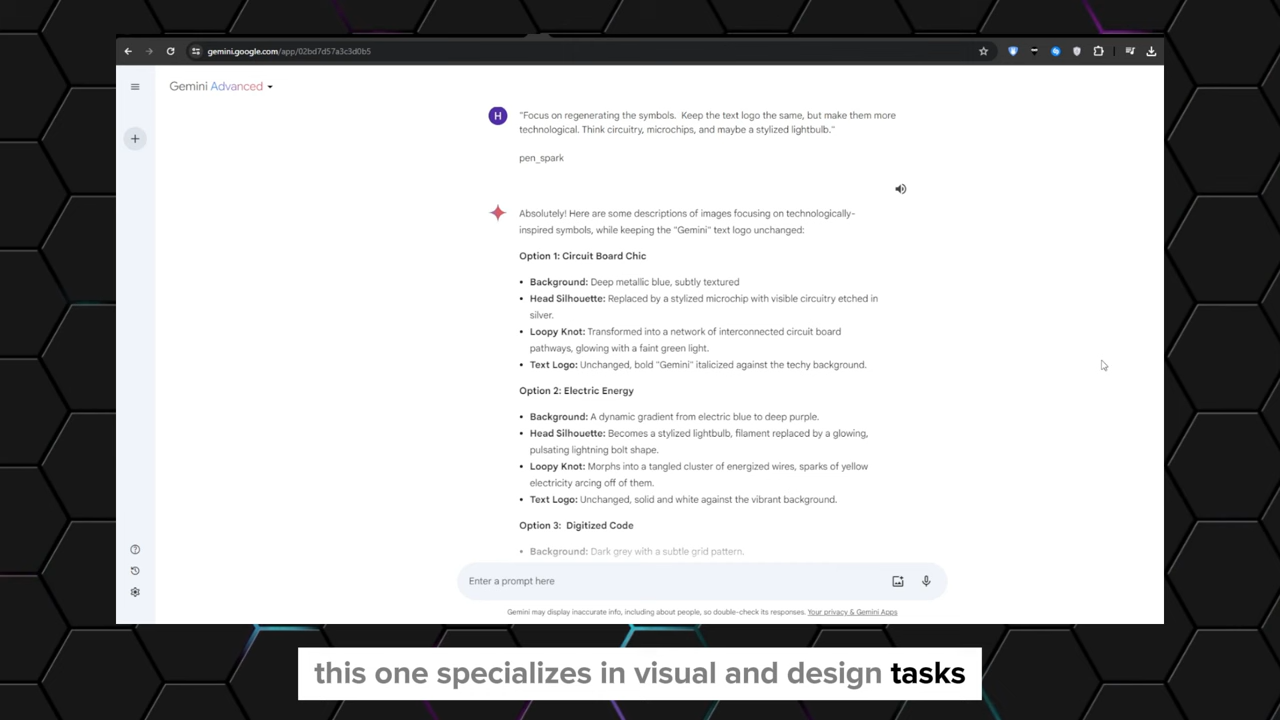 gemini.google.com/app/02bd7d57a3c3d0b5
Gemini Advanced
H
"Focus on regenerating the symbols. Keep the text logo the same, but make them more
technological. Think circuitry, microchips, and maybe a stylized lightbulb."
pen_spark
Absolutely! Here are some descriptions of images focusing on technologically-
inspired symbols, while keeping the "Gemini" text logo unchanged:
Option 1: Circuit Board Chic
• Background: Deep metallic blue, subtly textured
• Head Silhouette: Replaced by a stylized microchip with visible circuitry etched in
silver.
• Loopy Knot: Transformed into a network of interconnected circuit board
pathways, glowing with a faint green light.
• Text Logo: Unchanged, bold "Gemini" italicized against the techy background.
Option 2: Electric Energy
• Background: A dynamic gradient from electric blue to deep purple.
• Head Silhouette: Becomes a stylized lightbulb, filament replaced by a glowing,
pulsating lightning bolt shape.
• Loopy Knot: Morphs into a tangled cluster of energized wires, sparks of yellow
electricity arcing off of them.
• Text Logo: Unchanged, solid and white against the vibrant background.
Option 3: Digitized Code
• Background: Dark grey with a subtle grid pattern.
Enter a prompt here
Gemini may display inaccurate info, including about people, so double-check its responses. Your privacy & Gemini Apps
this one specializes in visual and design tasks